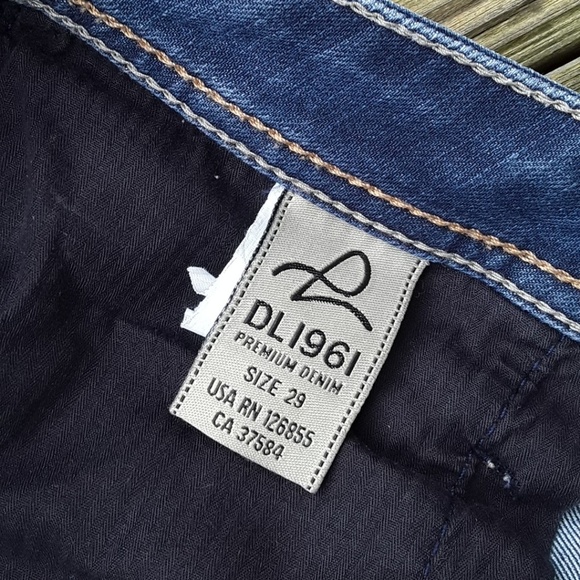 DL1961
PREMIUM DENIM
SIZE 29
USA RN 126855
CA 37584